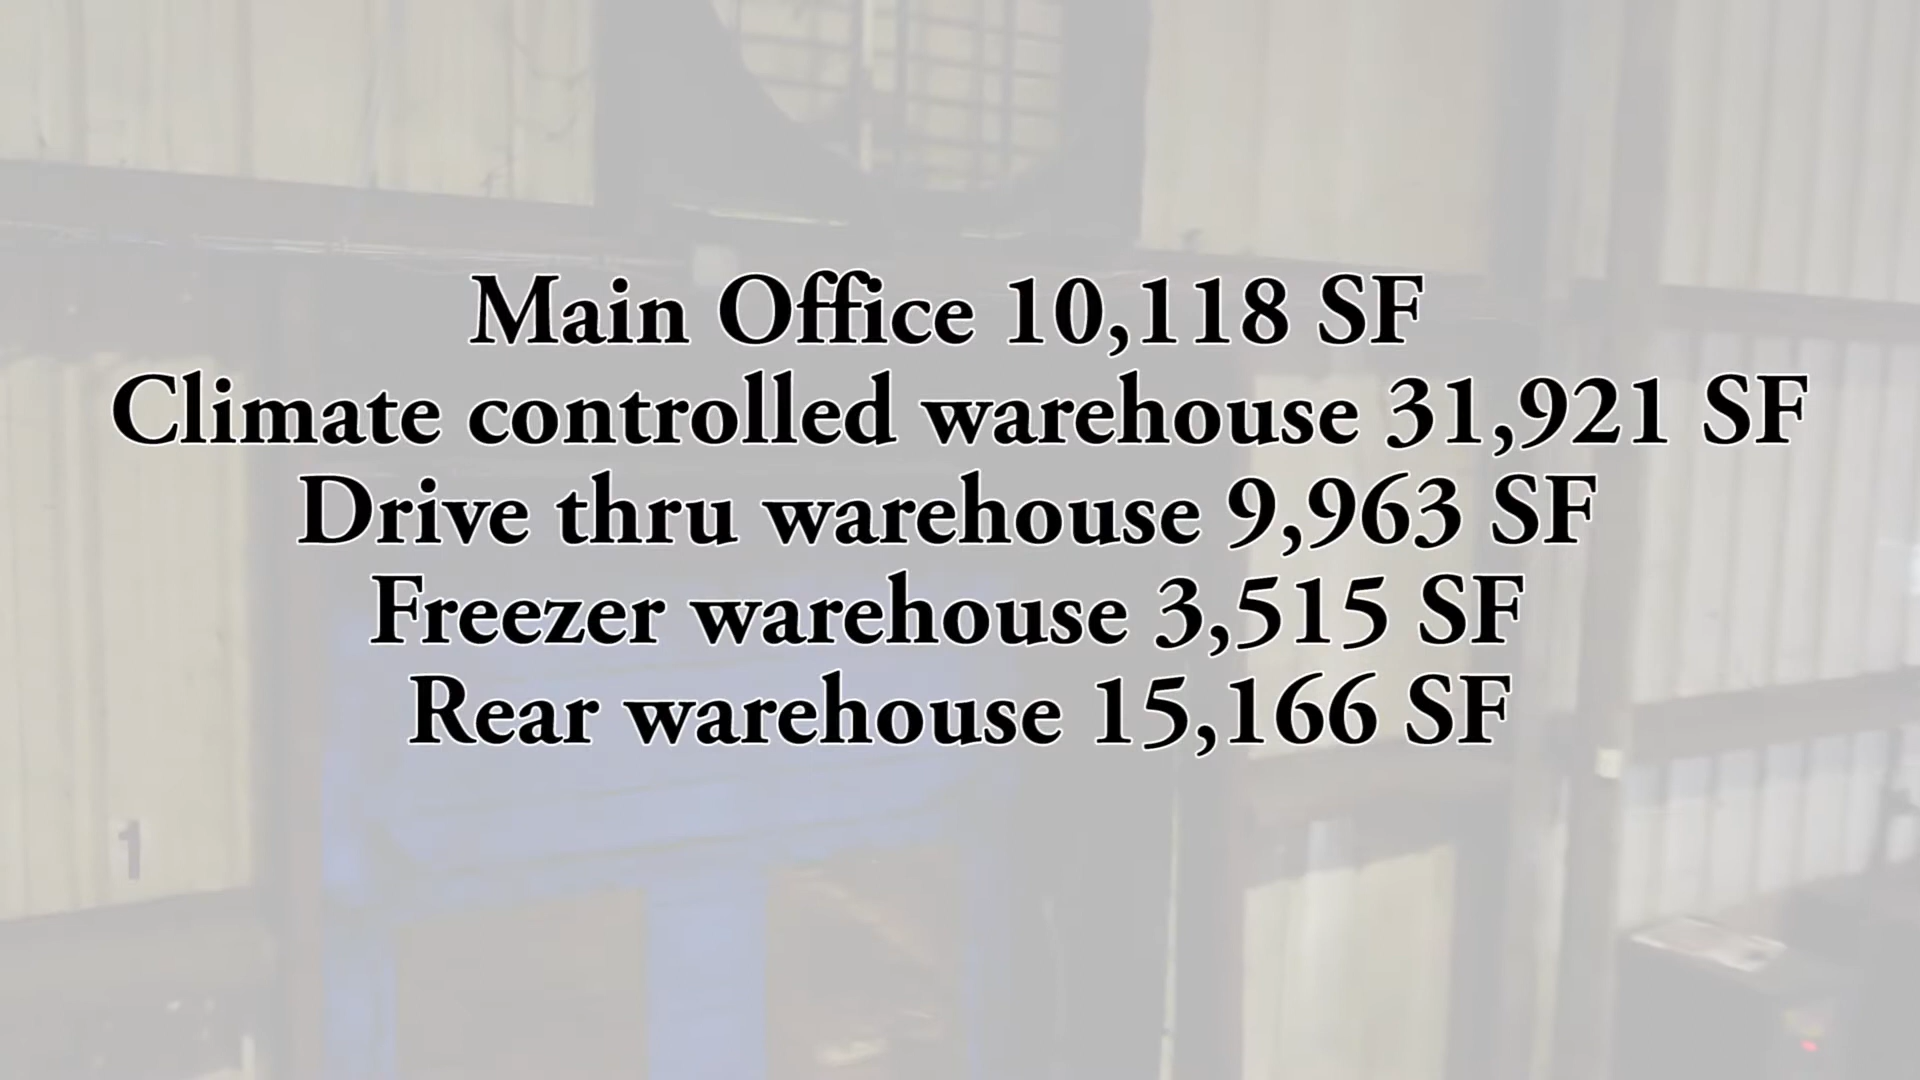 Main Office 10,118 SF
Climate controlled warehouse 31,921 SF
Drive thru warehouse 9,963 SF
Freezer warehouse 3,515 SF
Rear warehouse 15,166 SF
1